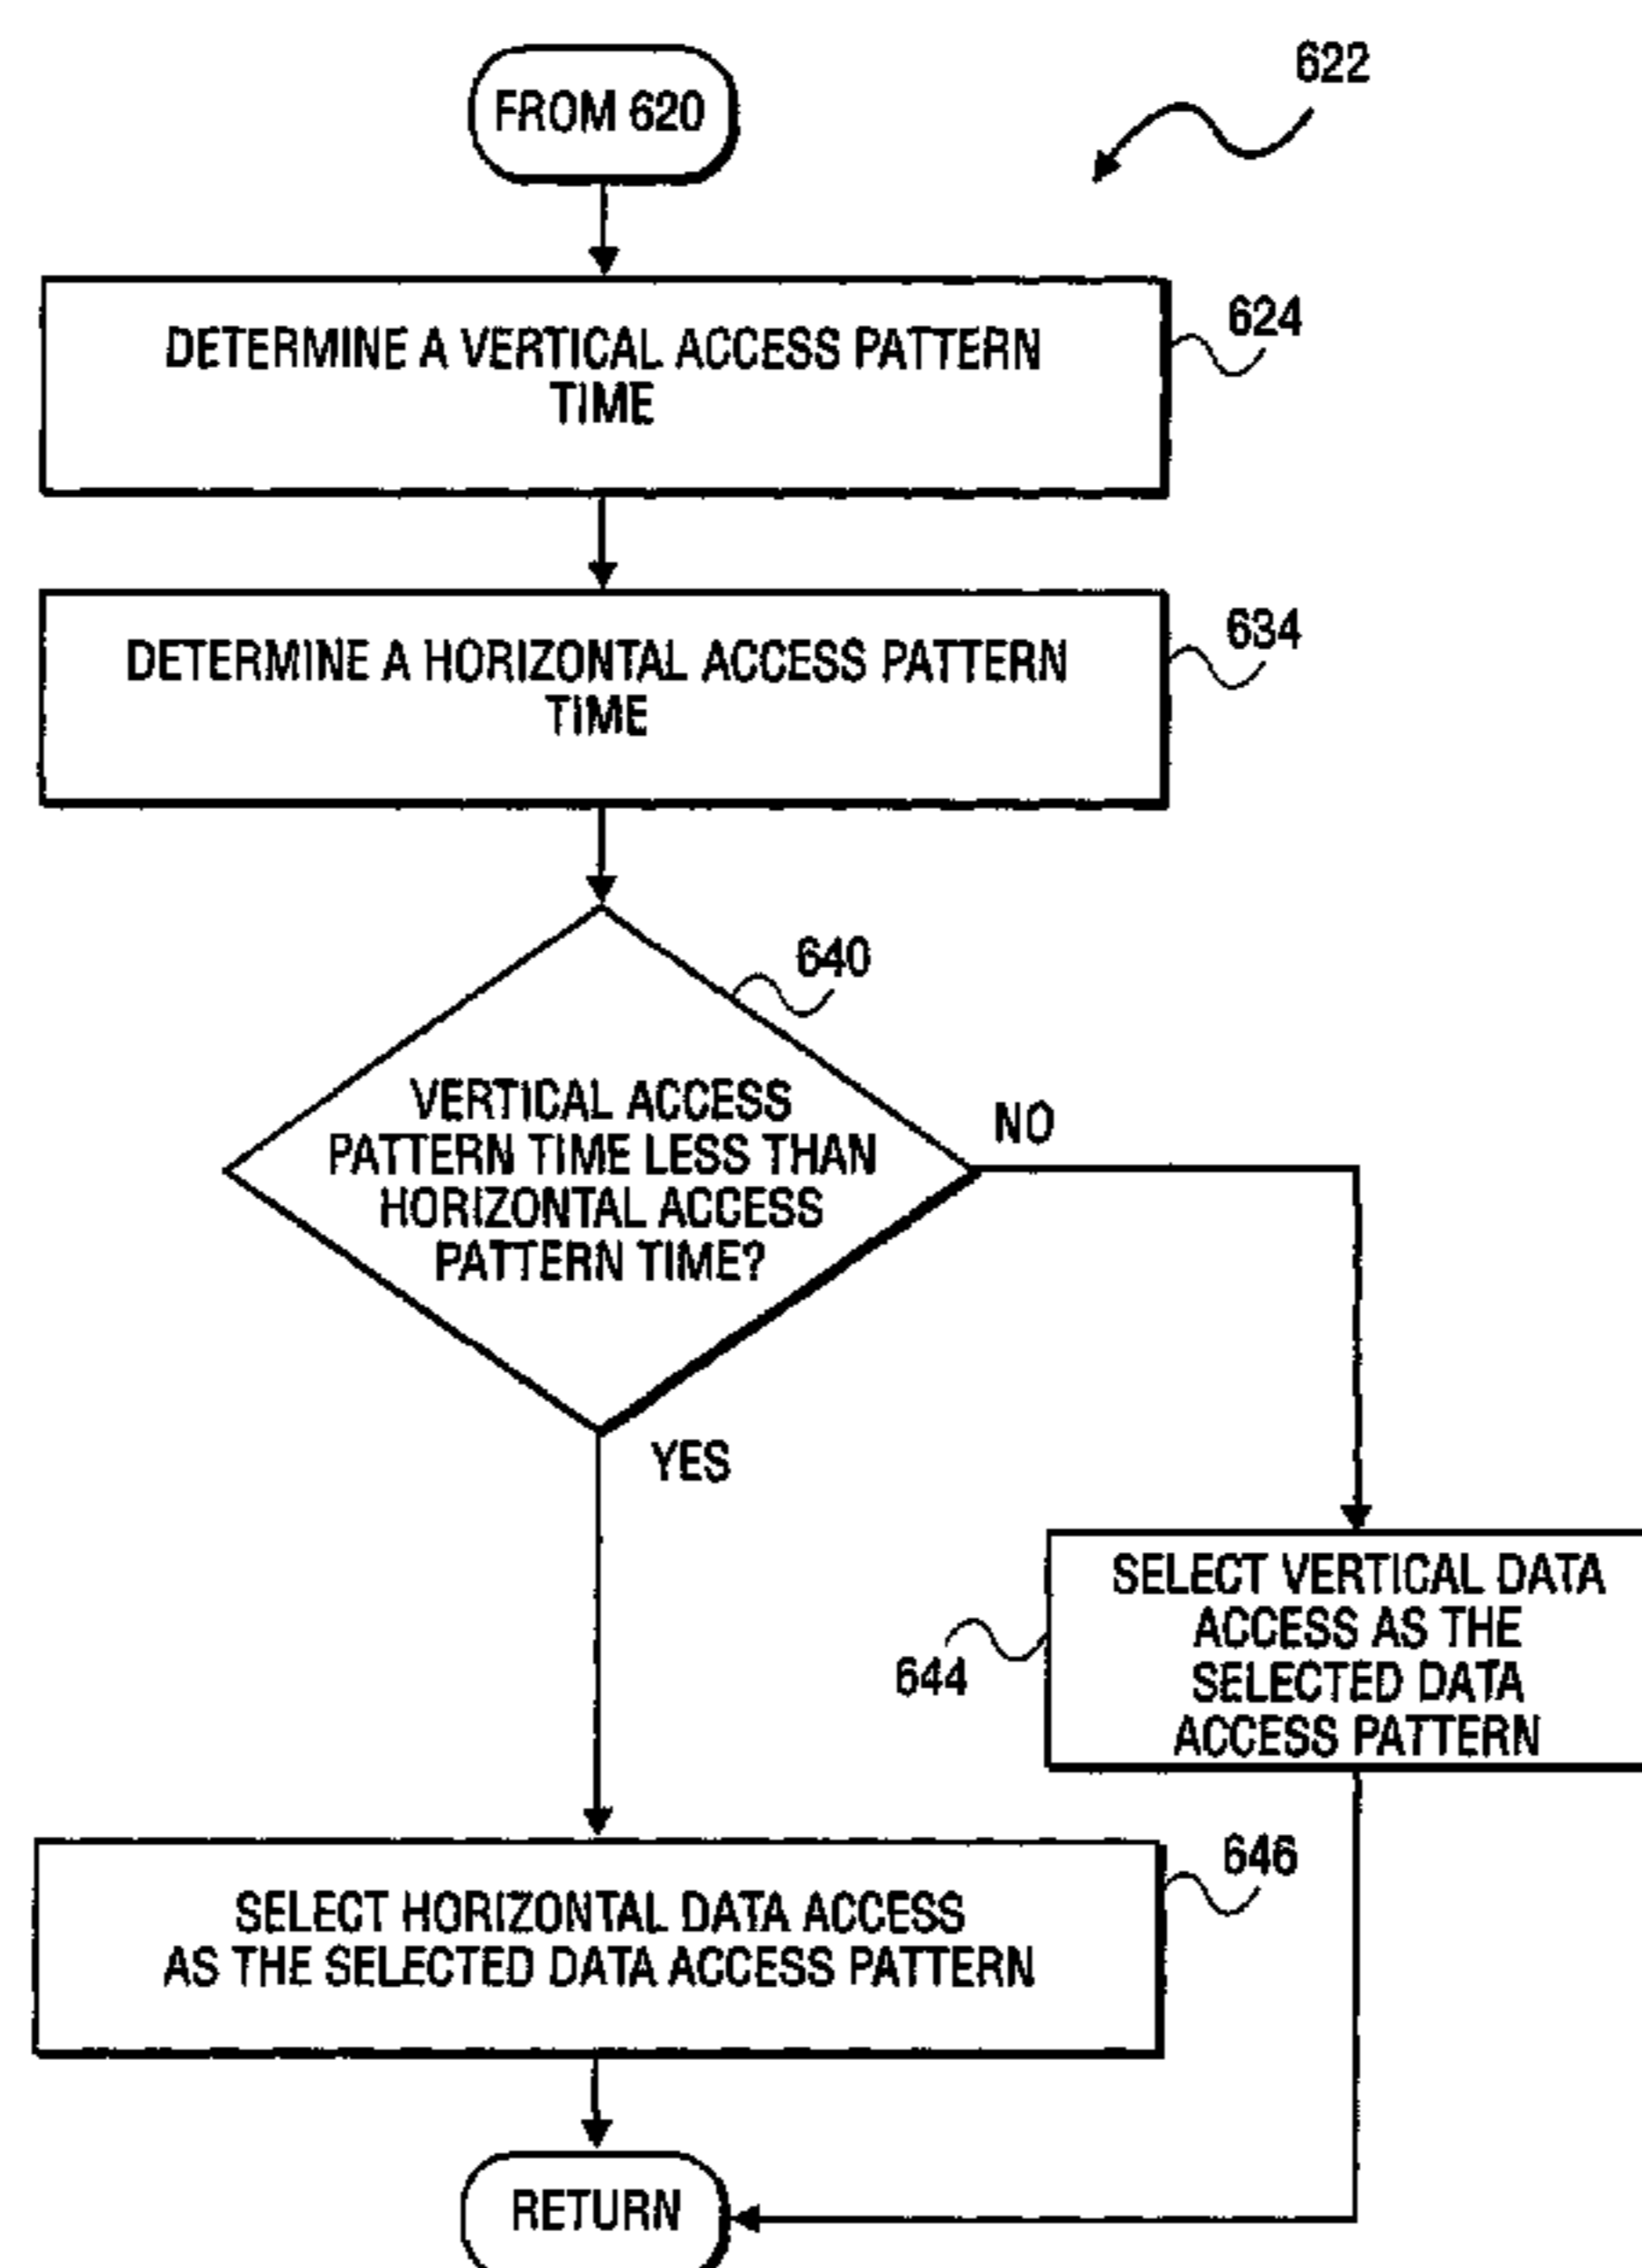 622
FROM 620
624
DETERMINE A VERTICAL ACCESS PATTERN
TIME
634
DETERMINE A HORIZONTAL ACCESS PATTERN
TIME
640
VERTICAL ACCESS
PATTERN TIME LESS THAN
HORIZONTAL ACCESS
PATTERN TIME?
NO
YES
SELECT VERTICAL DATA
ACCESS AS THE
SELECTED DATA
ACCESS PATTERN
644
646
SELECT HORIZONTAL DATA ACCESS
AS THE SELECTED DATA ACCESS PATTERN
RETURN